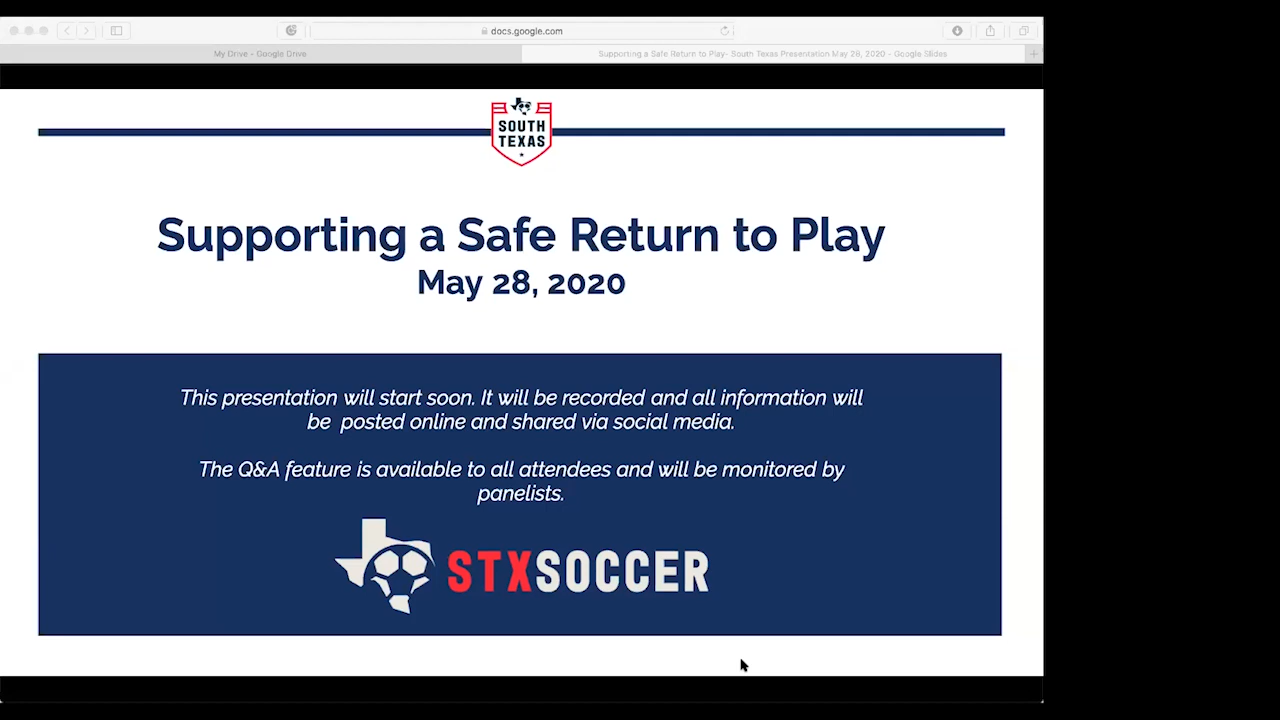 docs.google.com
My Drive - Google Drive
Supporting a Safe Return to Play- South Texas Presentation May 28, 2020 - Google Slides
SOUTH
TEXAS
Supporting a Safe Return to Play
May 28, 2020
This presentation will start soon. It will be recorded and all information will
be posted online and shared via social media.
The Q&A feature is available to all attendees and will be monitored by
panelists.
STXSOCCER